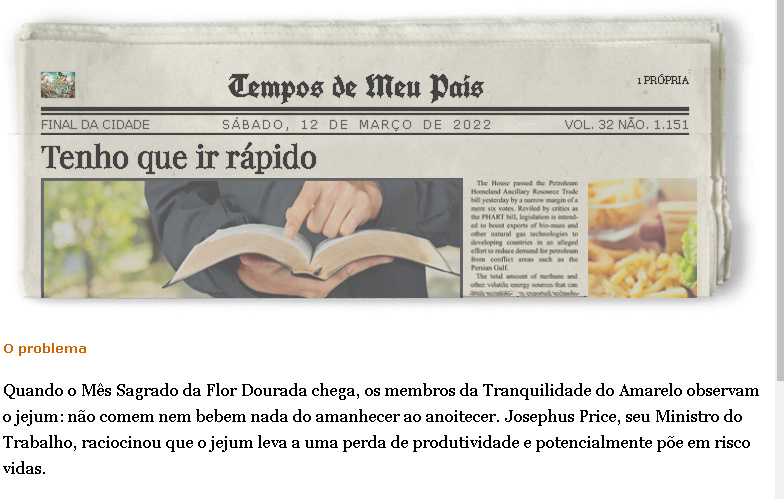 Tempos de Meu País
1 PRÓPRIA
FINAL DA CIDADE
SÁBADO, 12 DE MARÇO DE 2022
VOL. 32 NÃO. 1.151
Tenho que ir rápido
The House passed the Petroleum
Homeland Ancillary Resource Trade
bill yesterday by a narrow margin of a
mere six votes. Reviled by critics as
the PHART bill, legislation is intend-
ed to boost exports of bio-mass and
other natural gas technologies to
developing countries in an alleged
effort to reduce demand for petroleum
from conflict areas such as the
Persian Gulf.
The total amount of methane and
other volatile energy sources that can
O problema
Quando o Mês Sagrado da Flor Dourada chega, os membros da Tranquilidade do Amarelo observam
o jejum: não comem nem bebem nada do amanhecer ao anoitecer. Josephus Price, seu Ministro do
Trabalho, raciocinou que o jejum leva a uma perda de produtividade e potencialmente põe em risco
vidas.